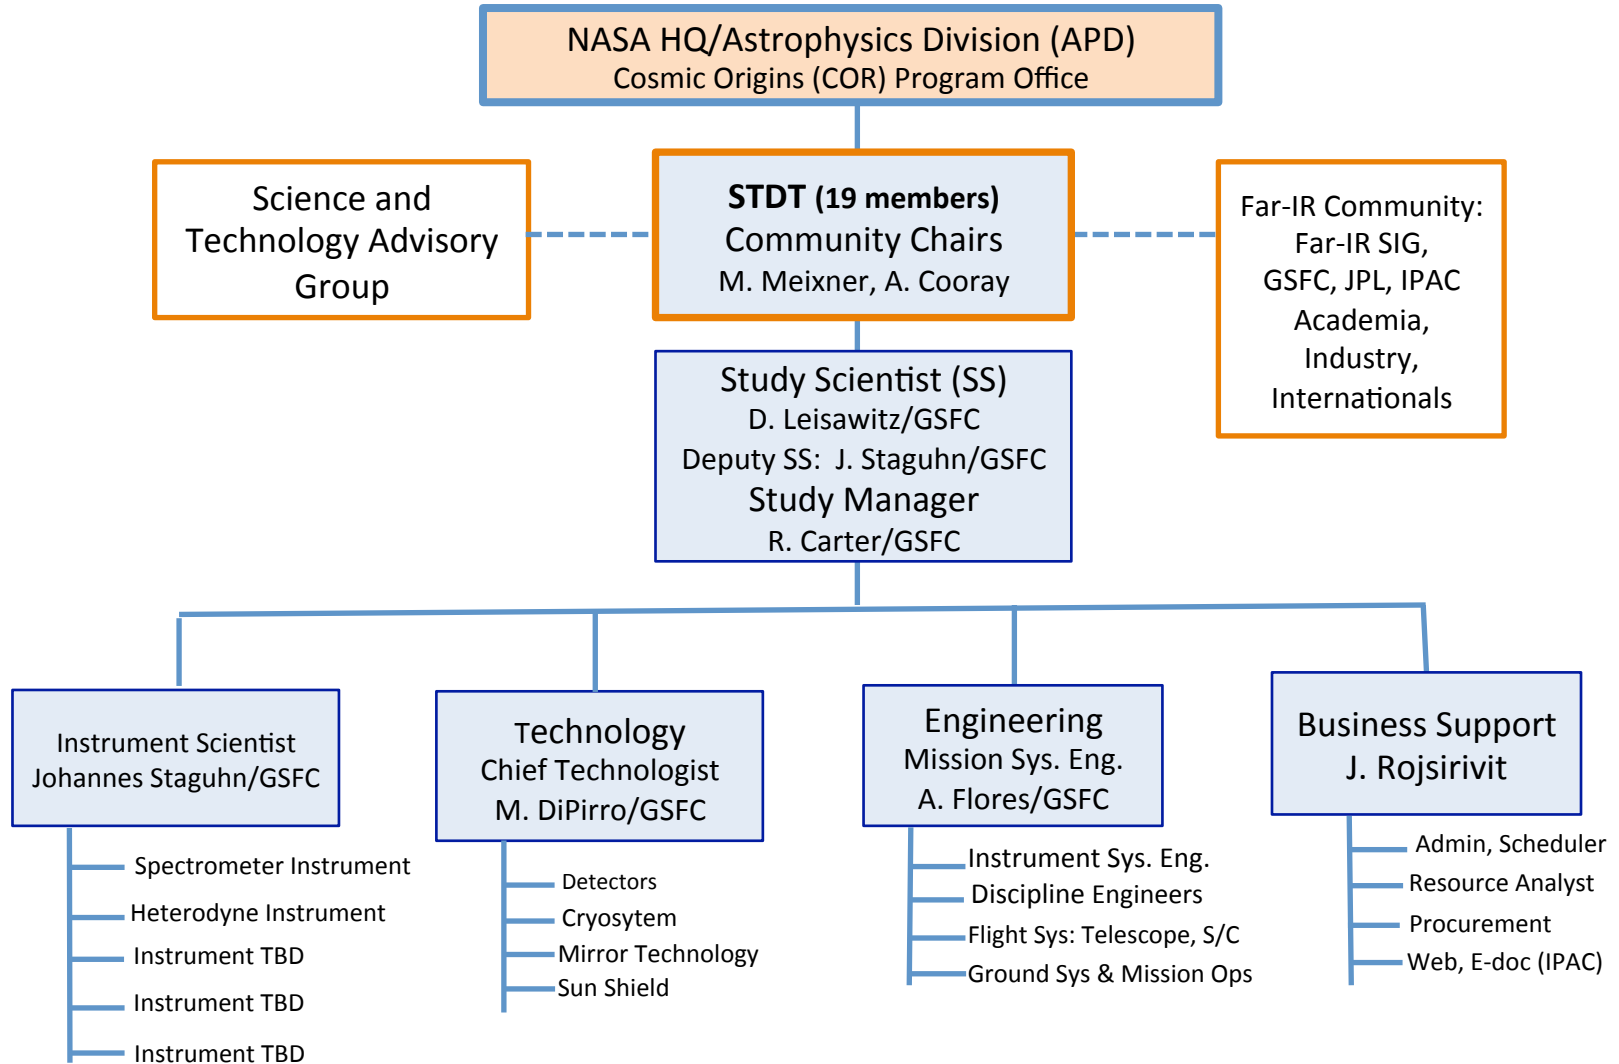 NASA HQ/Astrophysics Division (APD)
Cosmic Origins (COR) Program Office
Science and
Technology Advisory
Group
STDT (19 members)
Community Chairs
M. Meixner, A. Cooray
Far-IR Community:
Far-IR SIG,
GSFC, JPL, IPAC
Academia,
Industry,
Internationals
Study Scientist (SS)
D. Leisawitz/GSFC
Deputy SS: J. Staguhn/GSFC
Study Manager
R. Carter/GSFC
Instrument Scientist
Johannes Staguhn/GSFC
Spectrometer Instrument
Heterodyne Instrument
Instrument TBD
Instrument TBD
Instrument TBD
Technology
Chief Technologist
M. DiPirro/GSFC
Detectors
Cryosytem
Mirror Technology
Sun Shield
Engineering
Mission Sys. Eng.
A. Flores/GSFC
Instrument Sys. Eng.
Discipline Engineers
Flight Sys: Telescope, S/C
Ground Sys & Mission Ops
Business Support
J. Rojsirivit
Admin, Scheduler
Resource Analyst
Procurement
Web, E-doc (IPAC)